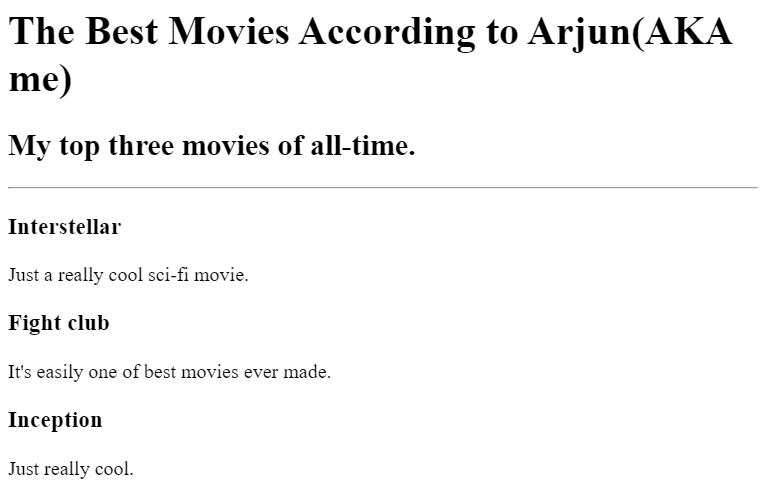 The Best Movies According to Arjun(AKA
me)
My top three movies of all-time.
Interstellar
Just a really cool sci-fi movie.
Fight club
It's easily one of best movies ever made.
Inception
Just really cool.